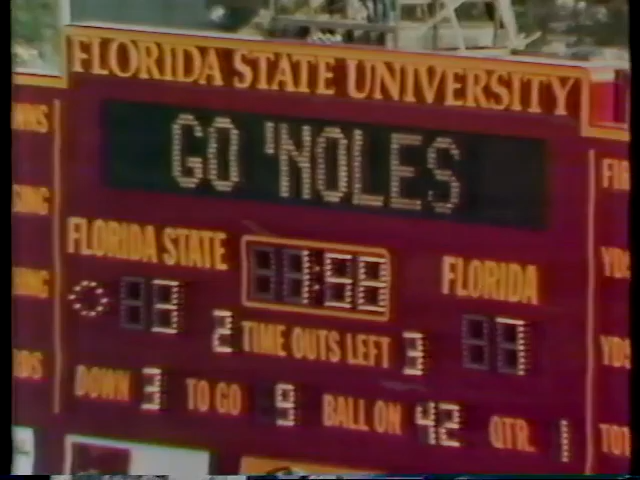 FLORIDA STATE UNIVERSITY
GO 'NOLES
FLORIDA STATE
FLORIDA
2 TIME OUTS LEFT 3
DOWN 3 TO GO 9 BALL ON 42 QTR. 1